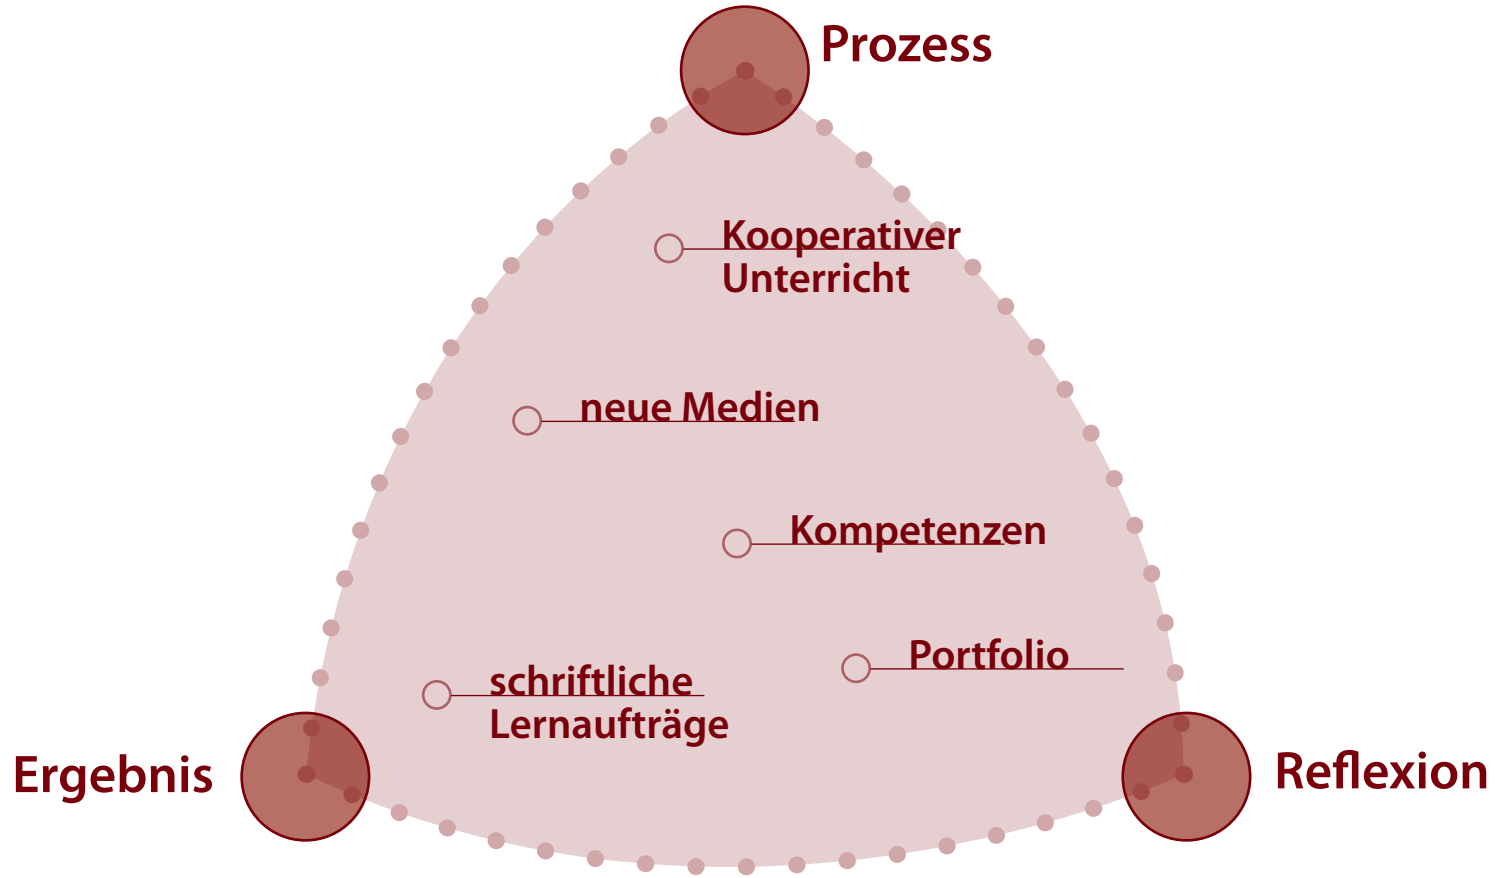 Prozess
Kooperativer
Unterricht
neue Medien
Kompetenzen
Portfolio
schriftliche
Lernaufträge
Ergebnis
Reflexion